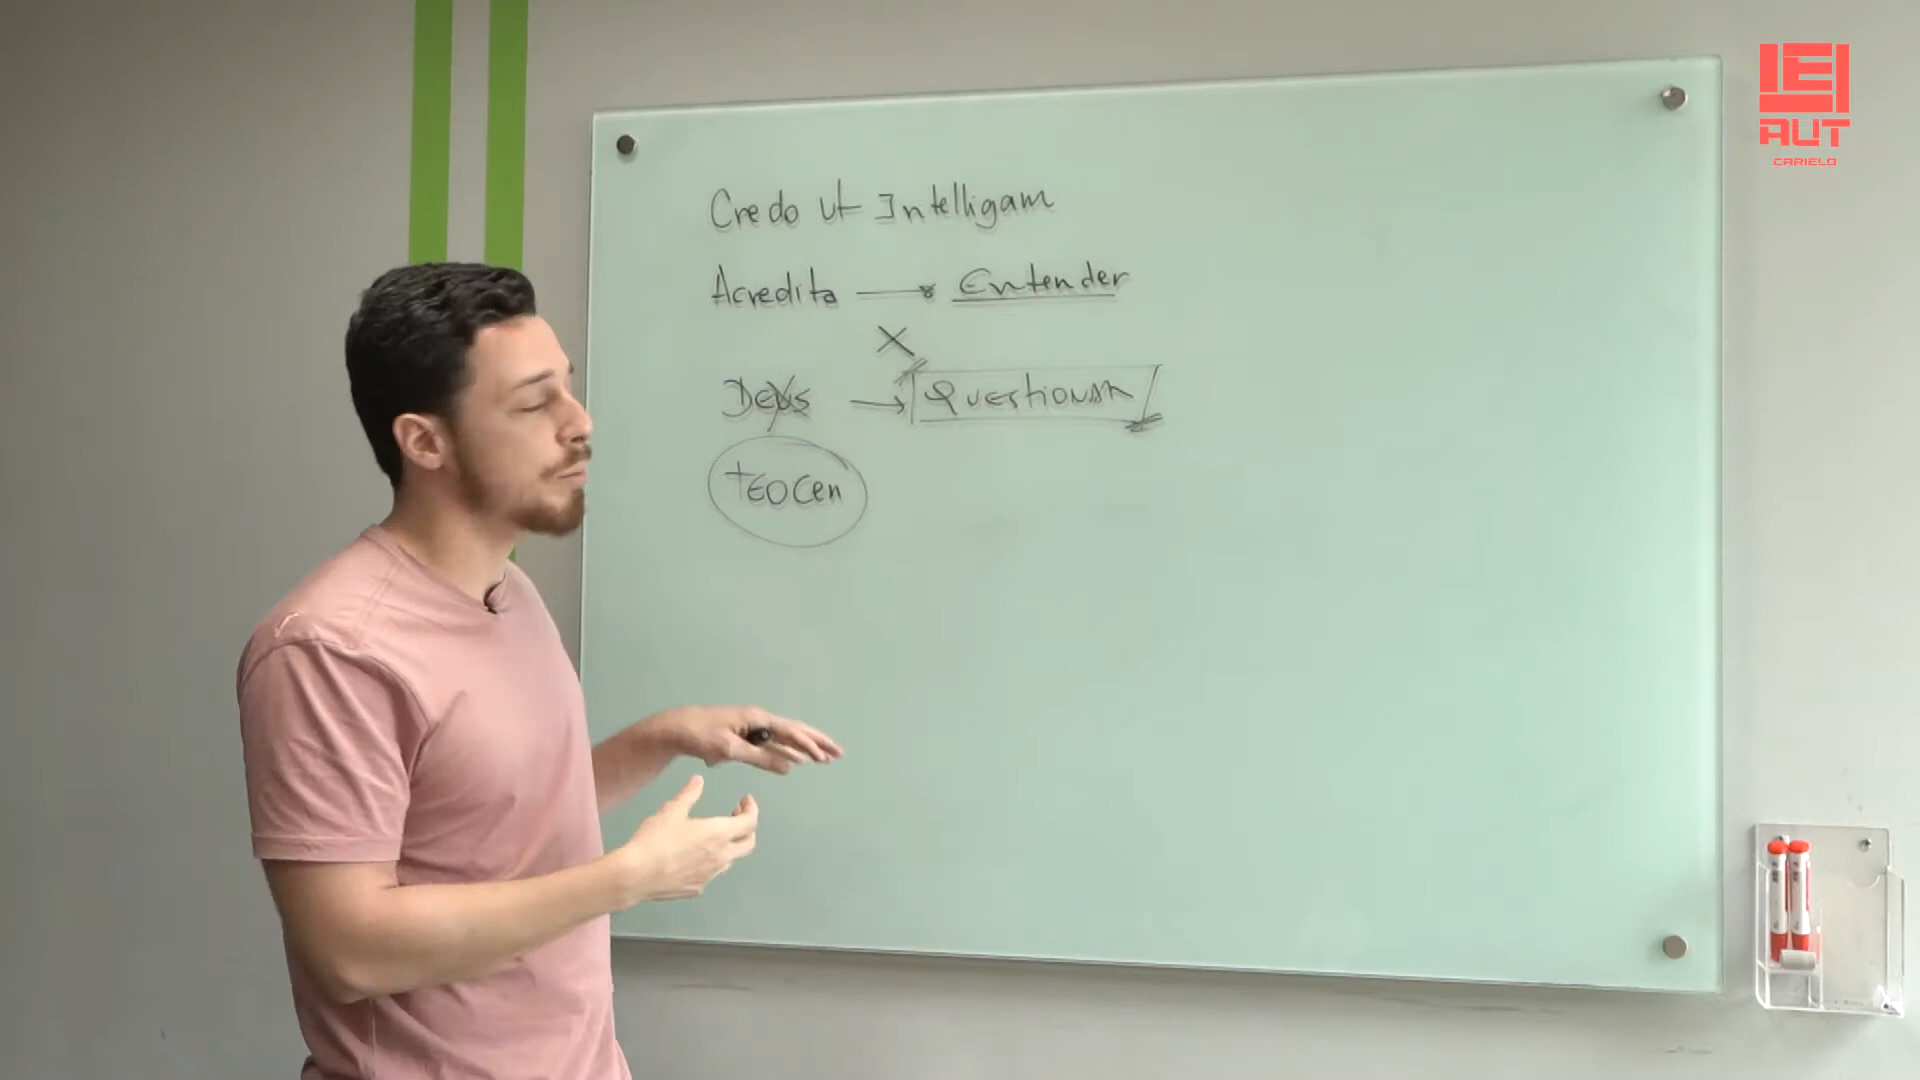 Credo ut Intelligam
Acredita → Entender
X
Deus → Questionar
TEOCen
AUT
CARIELO